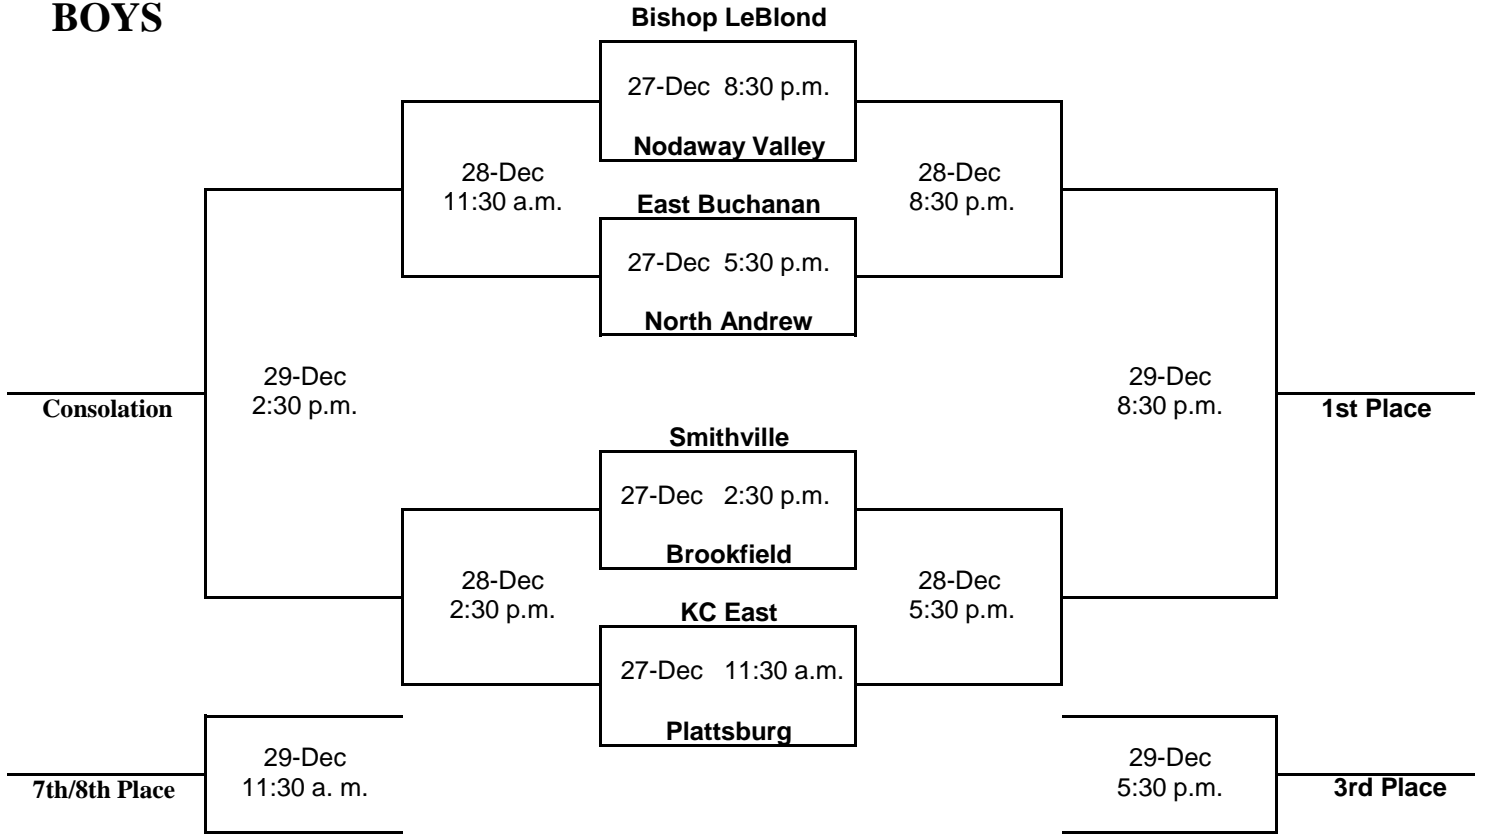 BOYS
Bishop LeBlond
27-Dec 8:30 p.m.
Nodaway Valley
28-Dec
11:30 a.m.
28-Dec
8:30 p.m.
East Buchanan
27-Dec 5:30 p.m.
North Andrew
29-Dec
2:30 p.m.
Consolation
29-Dec
8:30 p.m.
1st Place
Smithville
27-Dec 2:30 p.m.
Brookfield
28-Dec
2:30 p.m.
28-Dec
5:30 p.m.
KC East
27-Dec 11:30 a.m.
Plattsburg
29-Dec
11:30 a. m.
7th/8th Place
29-Dec
5:30 p.m.
3rd Place